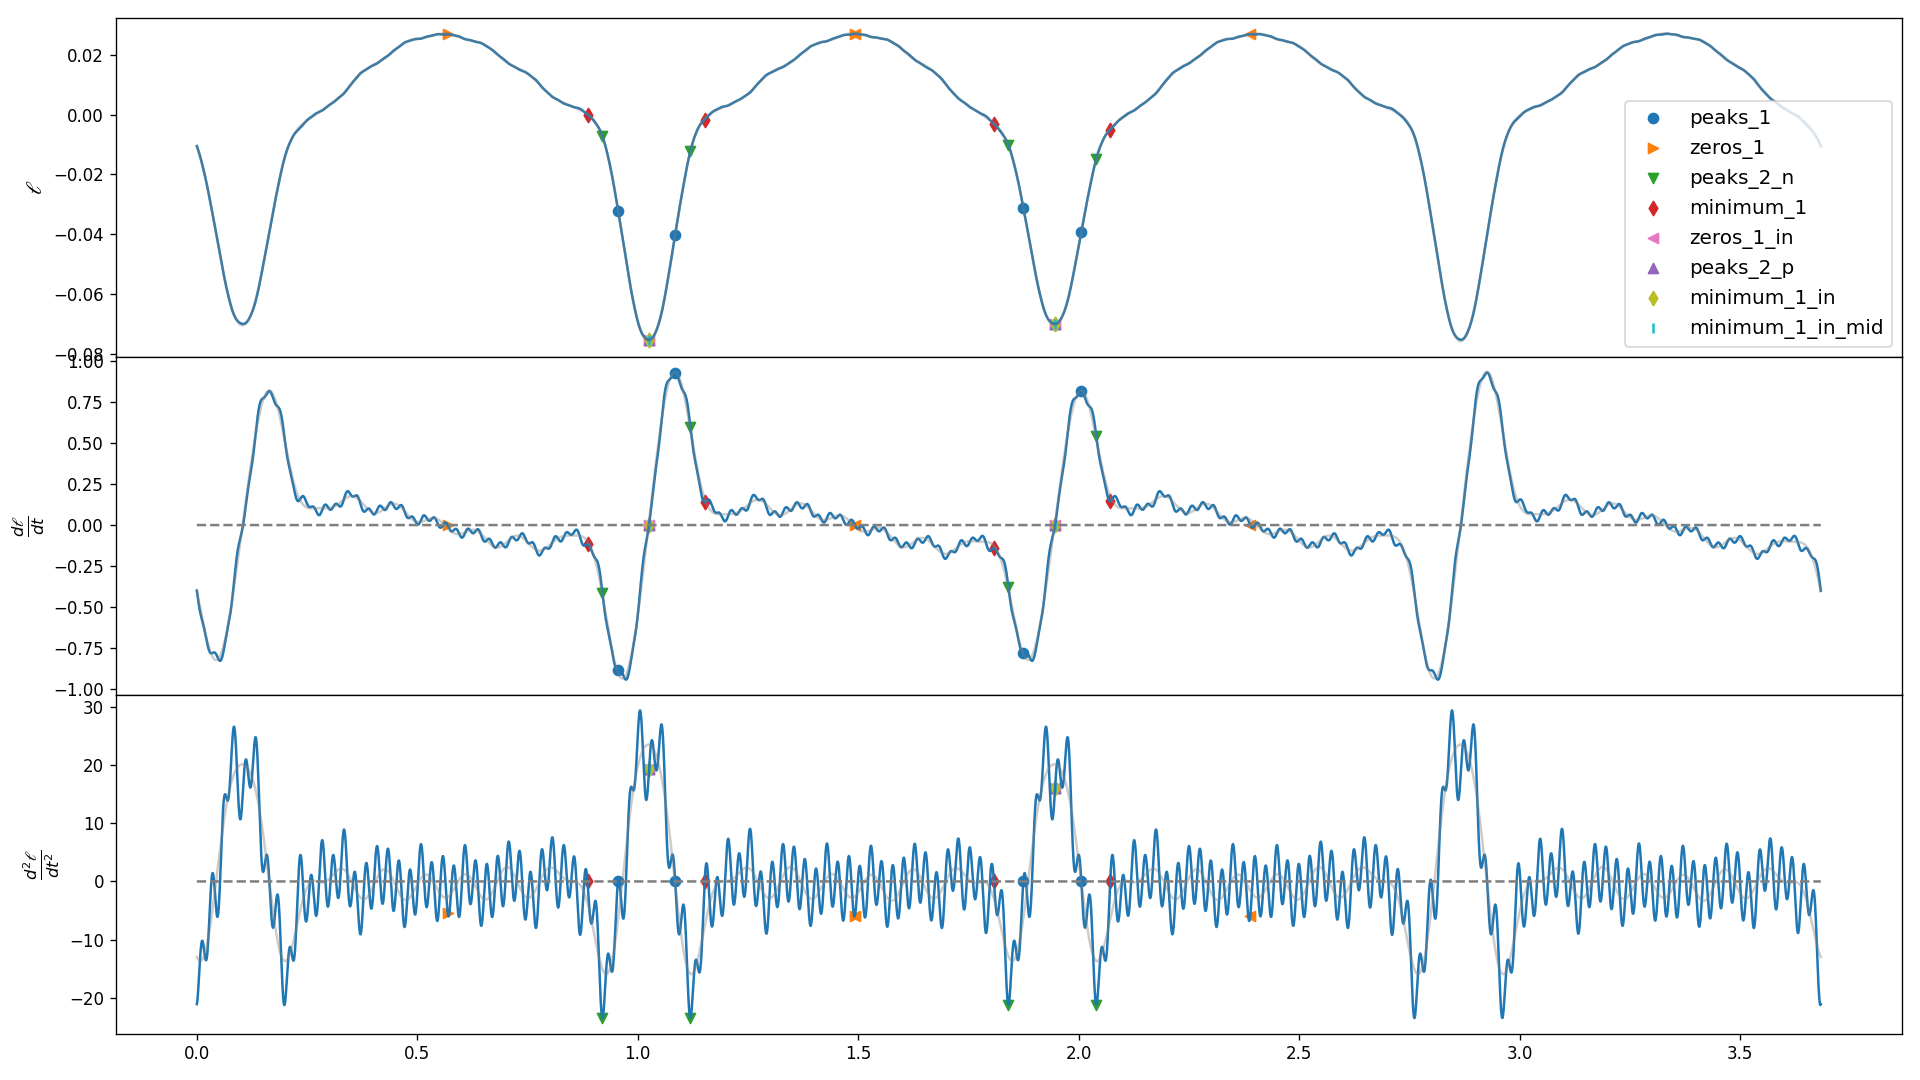 0.02
0.00
−0.02
−0.04
−0.06
−0.08
ℓ
peaks_1
zeros_1
peaks_2_n
minimum_1
zeros_1_in
peaks_2_p
minimum_1_in
minimum_1_in_mid
1.00
0.75
0.50
0.25
0.00
−0.25
−0.50
−0.75
−1.00
dℓ
dt
30
20
10
0
−10
−20
d²ℓ
dt²
0.0 0.5 1.0 1.5 2.0 2.5 3.0 3.5